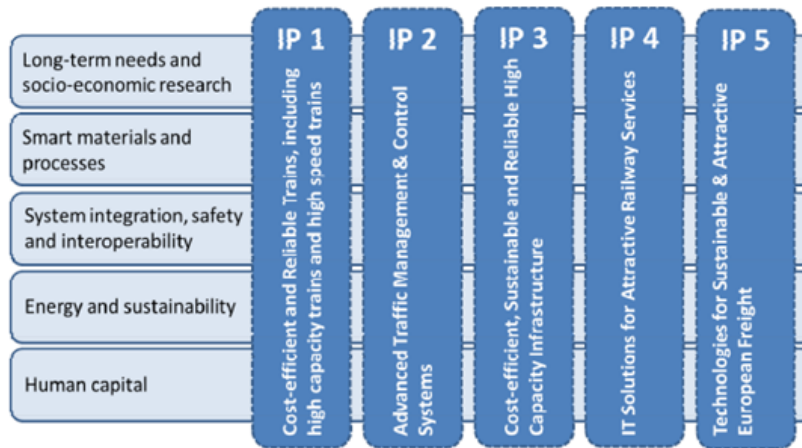 Long-term needs and
socio-economic research
Smart materials and
processes
System integration, safety
and interoperability
Energy and sustainability
Human capital
IP 1
Cost-efficient and Reliable Trains, including
high capacity trains and high speed trains
IP 2
Advanced Traffic Management & Control
Systems
IP 3
Cost-efficient, Sustainable and Reliable High
Capacity Infrastructure
IP 4
IT Solutions for Attractive Railway Services
IP 5
Technologies for Sustainable & Attractive
European Freight